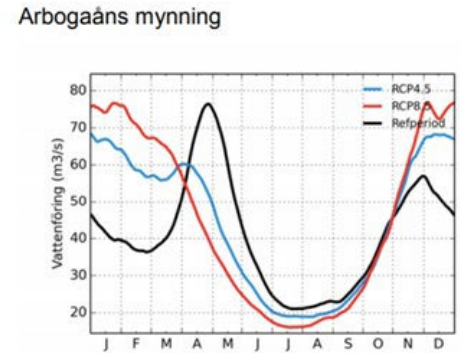 Arbogaåns mynning
RCP4.5
RCP8.5
Refperiod
Vattenföring (m3/s)
80
70
60
50
40
30
20
J F M A M J J A S O N D